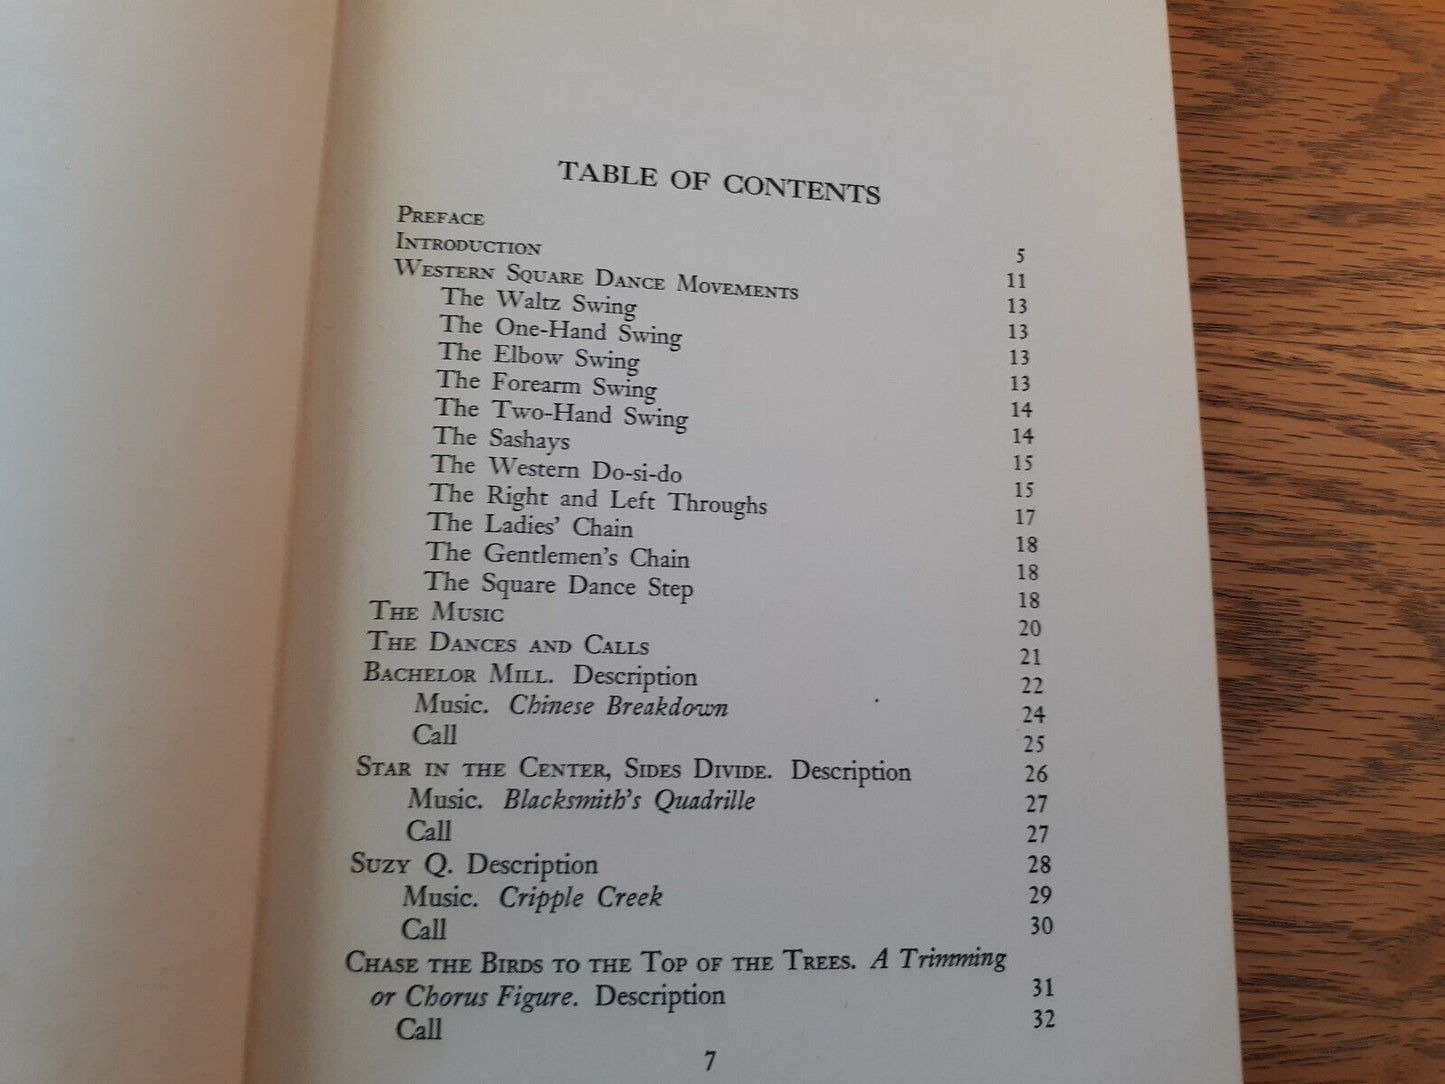 TABLE OF CONTENTS
PREFACE 5
INTRODUCTION 11
WESTERN SQUARE DANCE MOVEMENTS 13
The Waltz Swing 13
The One-Hand Swing 13
The Elbow Swing 13
The Forearm Swing 14
The Two-Hand Swing 14
The Sashays 15
The Western Do-si-do 15
The Right and Left Throughs 17
The Ladies' Chain 18
The Gentlemen's Chain 18
The Square Dance Step 18
THE MUSIC 20
THE DANCES AND CALLS 21
BACHELOR MILL. Description 22
Music. Chinese Breakdown 24
Call 25
STAR IN THE CENTER, SIDES DIVIDE. Description 26
Music. Blacksmith's Quadrille 27
Call 27
SUZY Q. Description 28
Music. Cripple Creek 29
Call 30
CHASE THE BIRDS TO THE TOP OF THE TREES. A Trimming
or Chorus Figure. Description 31
Call 32
7